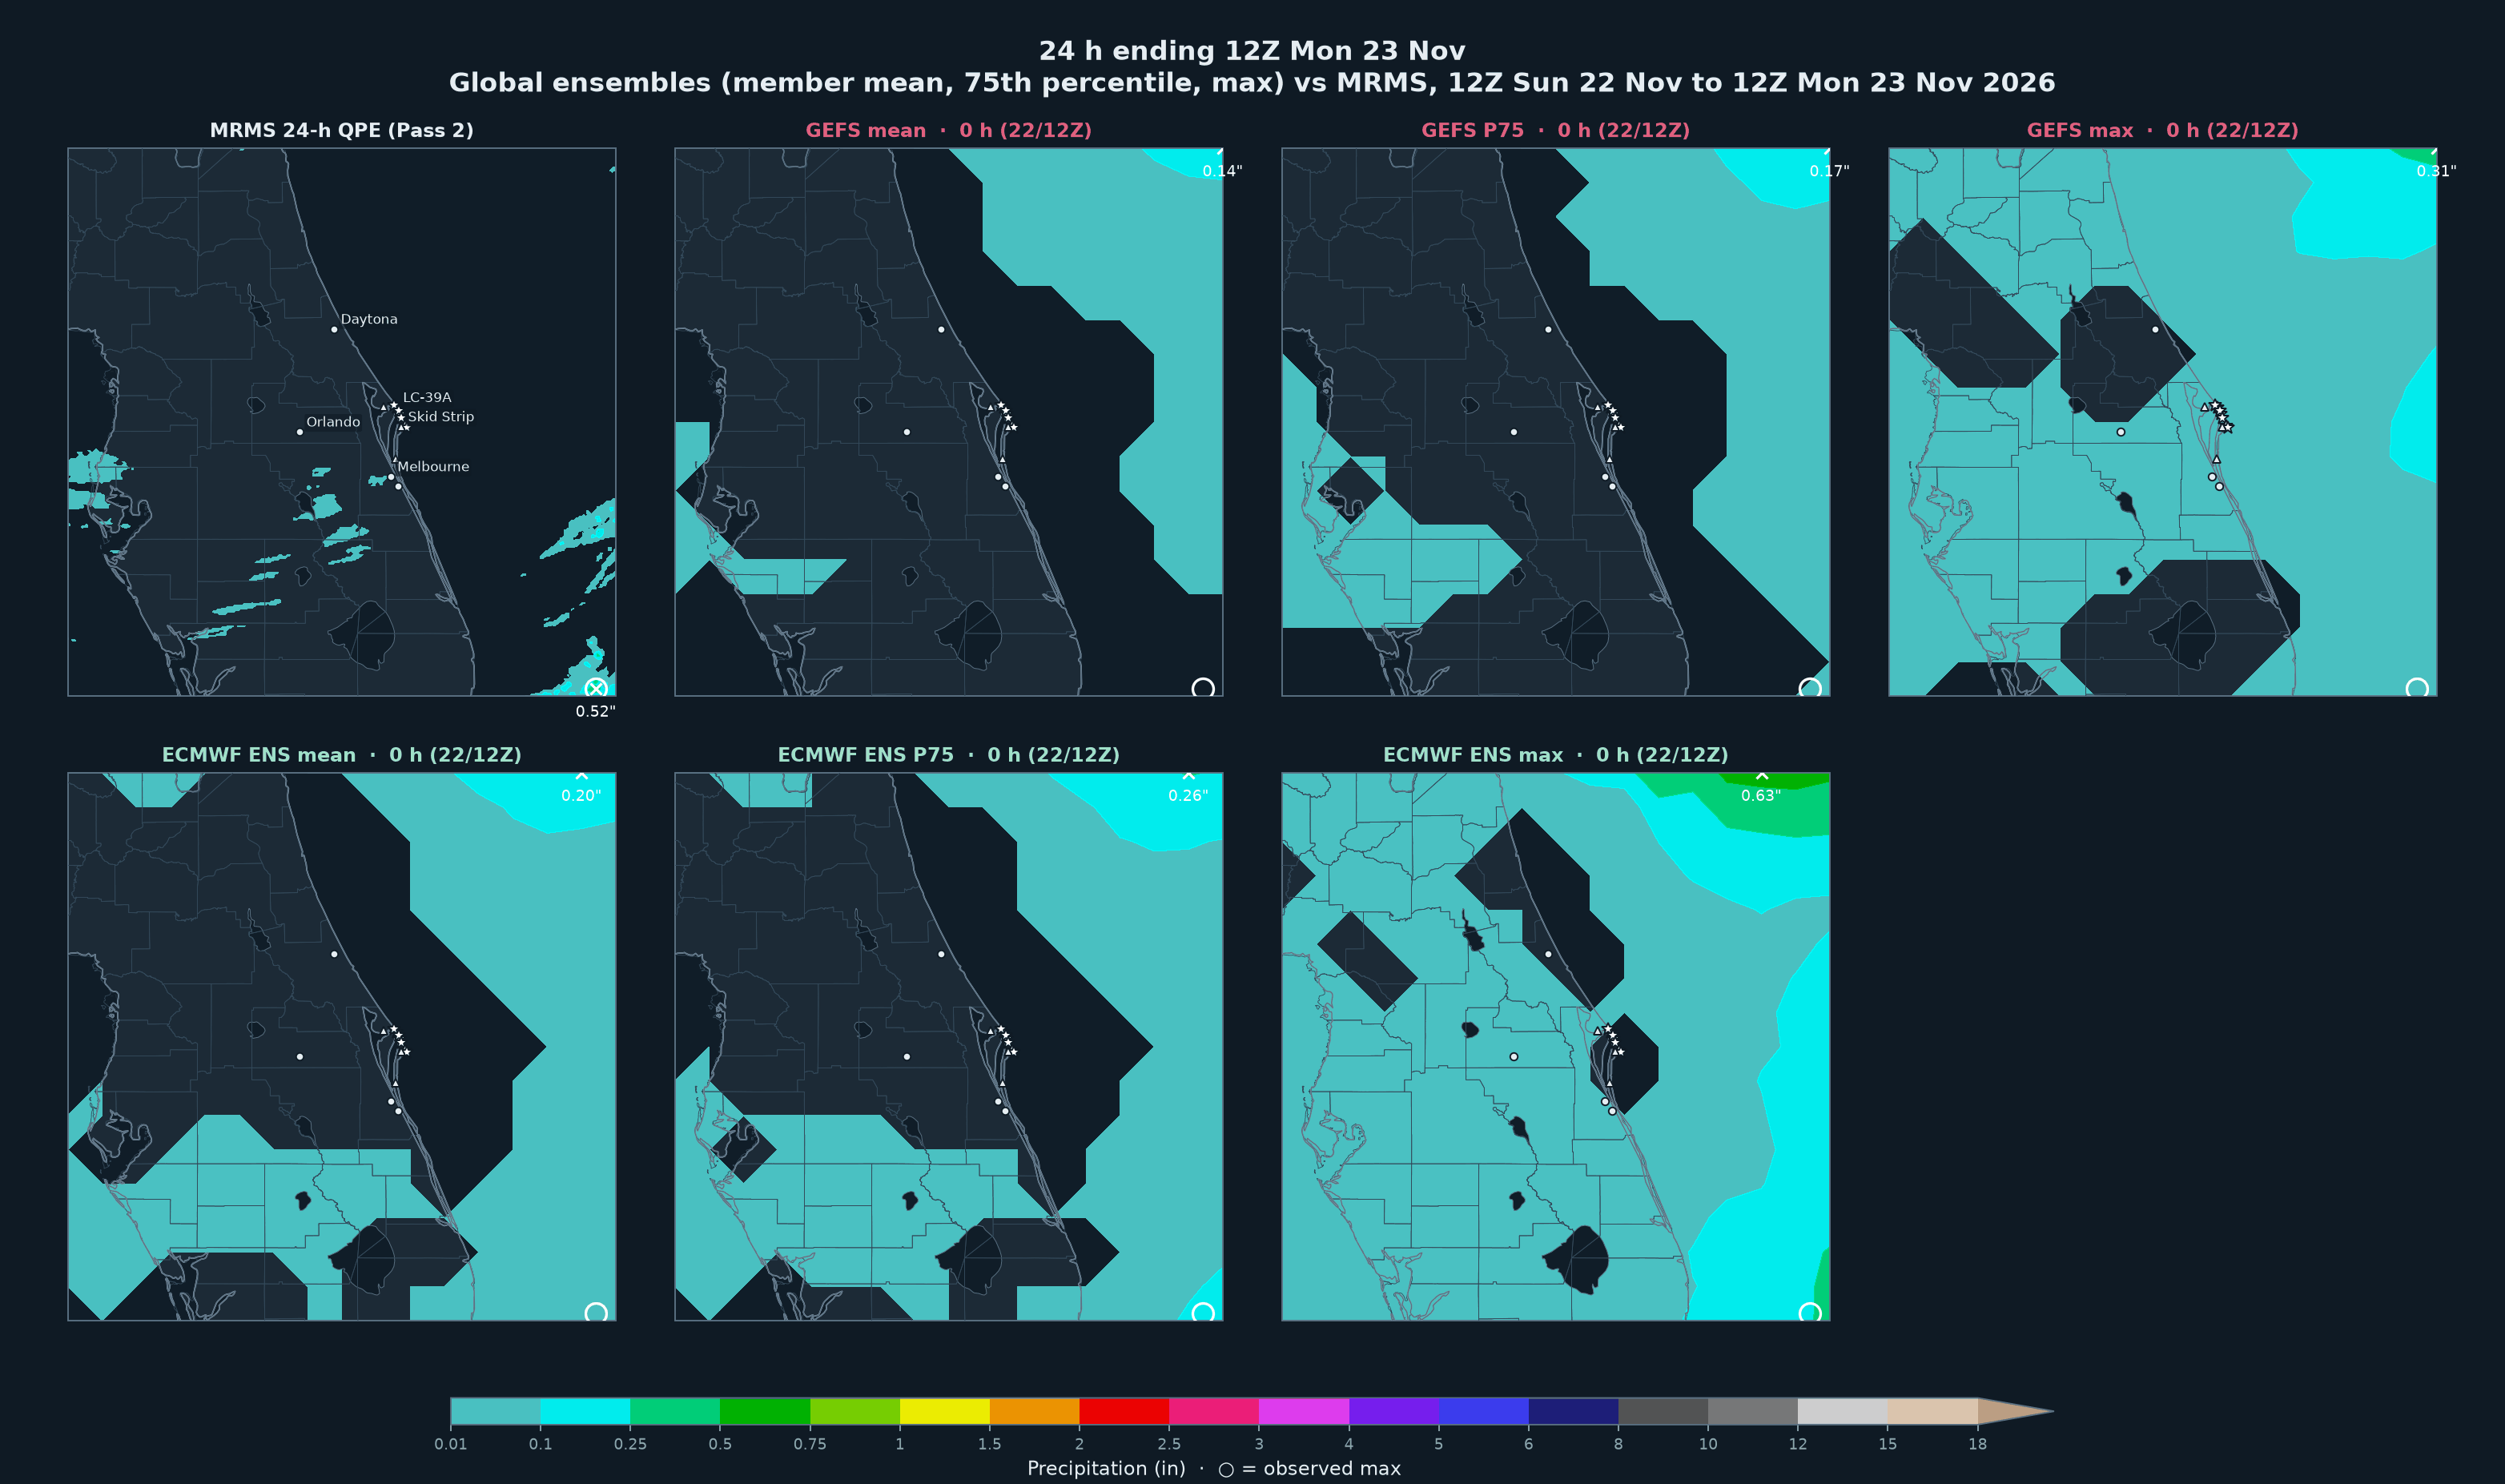 24 h ending 12Z Mon 23 Nov
Global ensembles (member mean, 75th percentile, max) vs MRMS, 12Z Sun 22 Nov to 12Z Mon 23 Nov 2026
MRMS 24-h QPE (Pass 2)
GEFS mean · 0 h (22/12Z)
GEFS P75 · 0 h (22/12Z)
GEFS max · 0 h (22/12Z)
0.14"
0.17"
0.31"
Daytona
LC-39A
Skid Strip
Orlando
Melbourne
0.52"
ECMWF ENS mean · 0 h (22/12Z)
ECMWF ENS P75 · 0 h (22/12Z)
ECMWF ENS max · 0 h (22/12Z)
0.20"
0.26"
0.63"
0.01 0.1 0.25 0.5 0.75 1 1.5 2 2.5 3 4 5 6 8 10 12 15 18
Precipitation (in) · ○ = observed max